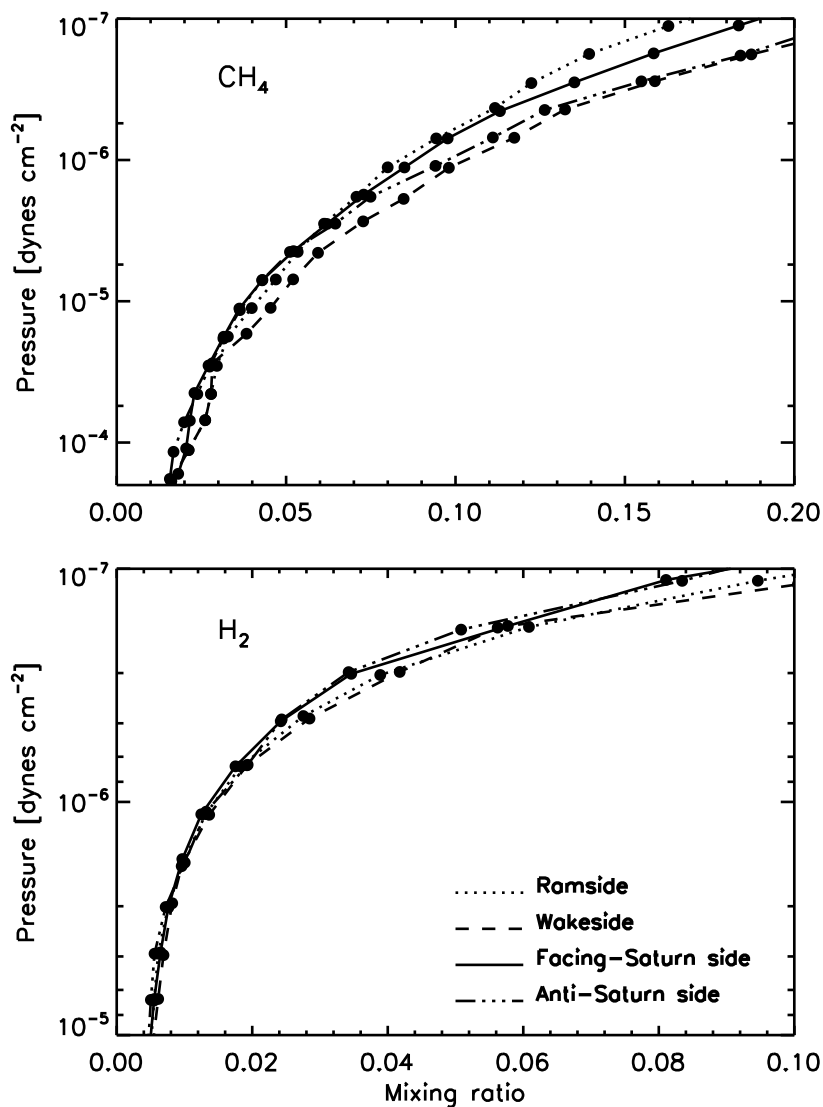 10⁻⁷
CH₄
10⁻⁶
Pressure [dynes cm⁻²]
10⁻⁵
10⁻⁴
0.00 0.05 0.10 0.15 0.20
10⁻⁷
H₂
10⁻⁶
Pressure [dynes cm⁻²]
Ramside
Wakeside
Facing-Saturn side
Anti-Saturn side
10⁻⁵
0.00 0.02 0.04 0.06 0.08 0.10
Mixing ratio